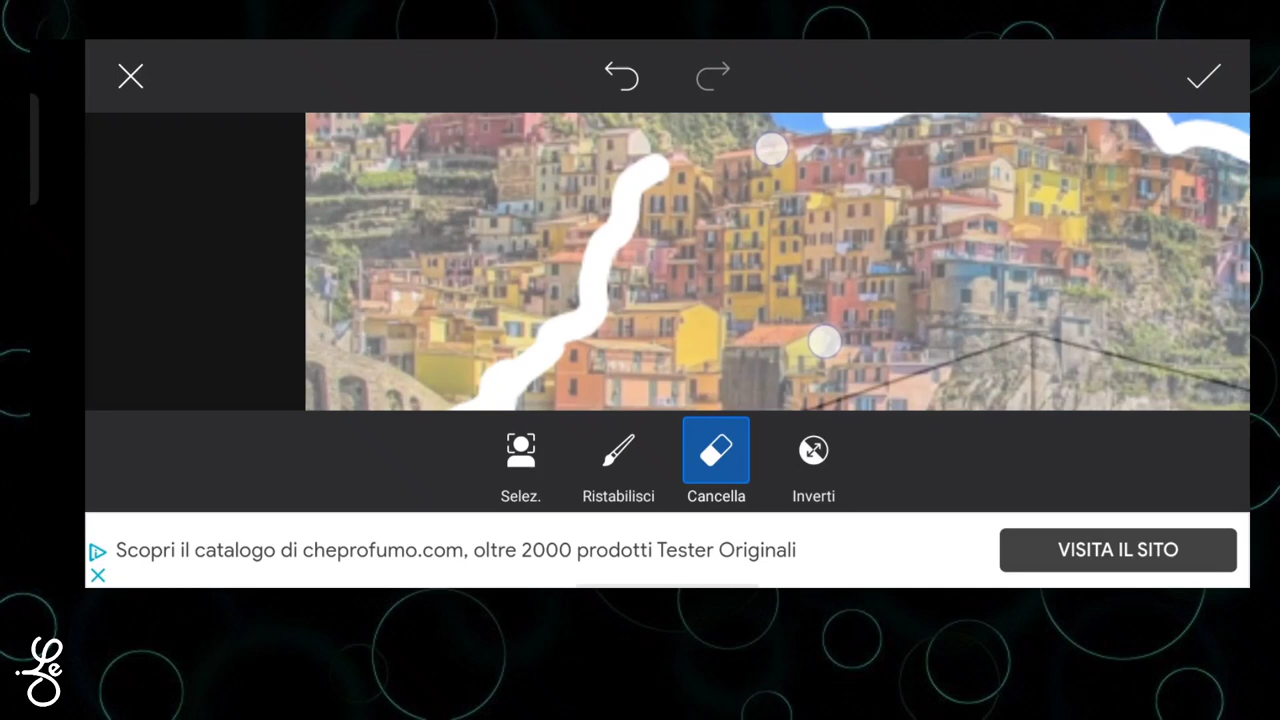 Selez.
Ristabilisci
Cancella
Inverti
Scopri il catalogo di cheprofumo.com, oltre 2000 prodotti Tester Originali
VISITA IL SITO